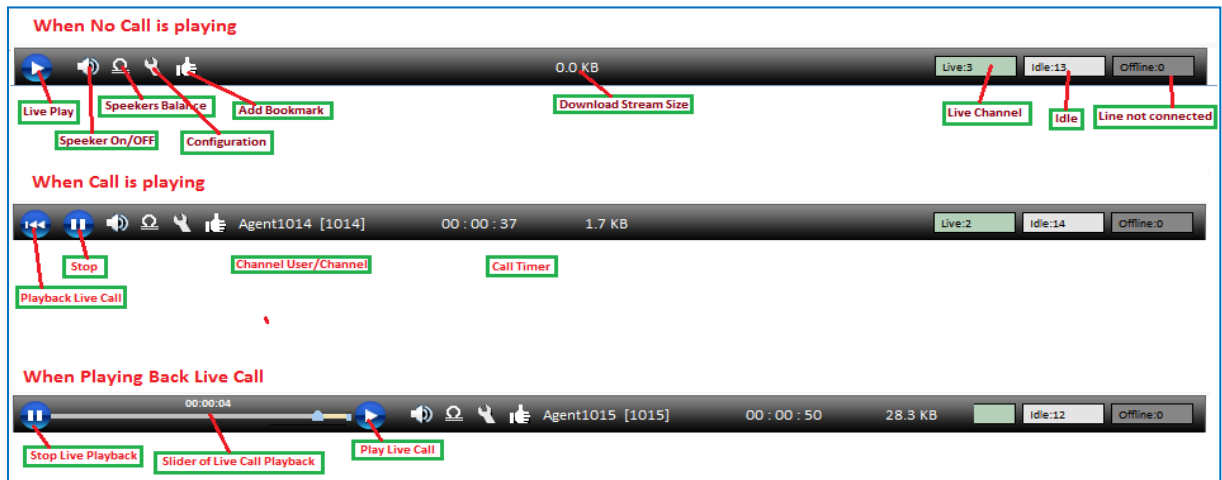 When No Call is playing
0.0 KB Live:3 Idle:13 Offline:0
Live Play Speekers Balance Add Bookmark Download Stream Size Live Channel Idle Line not connected
Speeker On/OFF Configuration
When Call is playing
Agent1014 [1014] 00 : 00 : 37 1.7 KB Live:2 Idle:14 Offline:0
Stop Channel User/Channel Call Timer
Playback Live Call
When Playing Back Live Call
00:00:04
Agent1015 [1015] 00 : 00 : 50 28.3 KB Idle:12 Offline:0
Stop Live Playback Slider of Live Call Playback Play Live Call